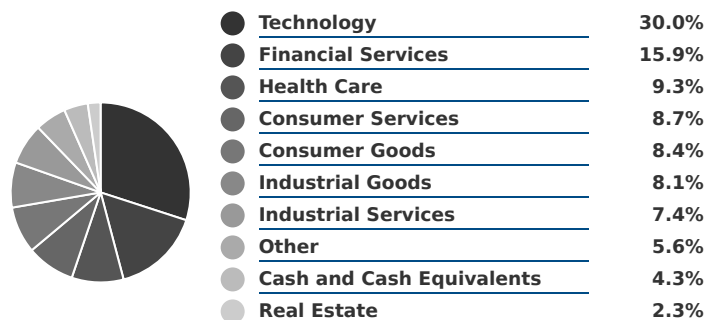 Technology 30.0%
Financial Services 15.9%
Health Care 9.3%
Consumer Services 8.7%
Consumer Goods 8.4%
Industrial Goods 8.1%
Industrial Services 7.4%
Other 5.6%
Cash and Cash Equivalents 4.3%
Real Estate 2.3%